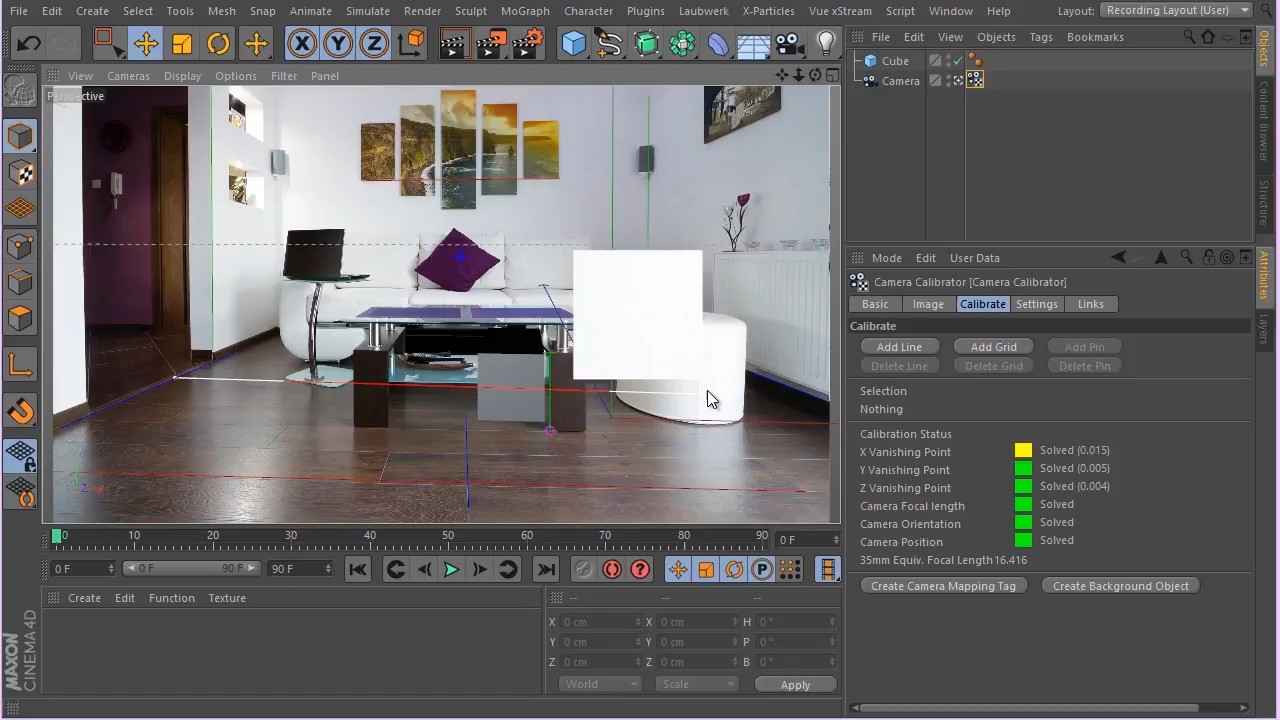 File Edit Create Select Tools Mesh Snap Animate Simulate Render Sculpt MoGraph Character Plugins Laubwerk X-Particles Vue xStream Script Window Help Layout: Recording Layout (User)
File Edit View Objects Tags Bookmarks
Cube
Camera
View Cameras Display Options Filter Panel
Perspective
Mode Edit User Data
Camera Calibrator [Camera Calibrator]
Basic Image Calibrate Settings Links
Calibrate
Add Line Add Grid Add Pin
Delete Line Delete Grid Delete Pin
Selection
Nothing
Calibration Status
X Vanishing Point Solved (0.015)
Y Vanishing Point Solved (0.005)
Z Vanishing Point Solved (0.004)
Camera Focal length Solved
Camera Orientation Solved
Camera Position Solved
35mm Equiv. Focal Length 16.416
Create Camera Mapping Tag Create Background Object
0 10 20 30 40 50 60 70 80 90 0 F
0 F 0 F 90 F 90 F
Create Edit Function Texture
-- -- --
X 0 cm X 0 cm H 0 °
Y 0 cm Y 0 cm P 0 °
Z 0 cm Z 0 cm B 0 °
World Scale Apply
MAXON CINEMA 4D
Objects
Content Browser
Structure
Attributes
Layers